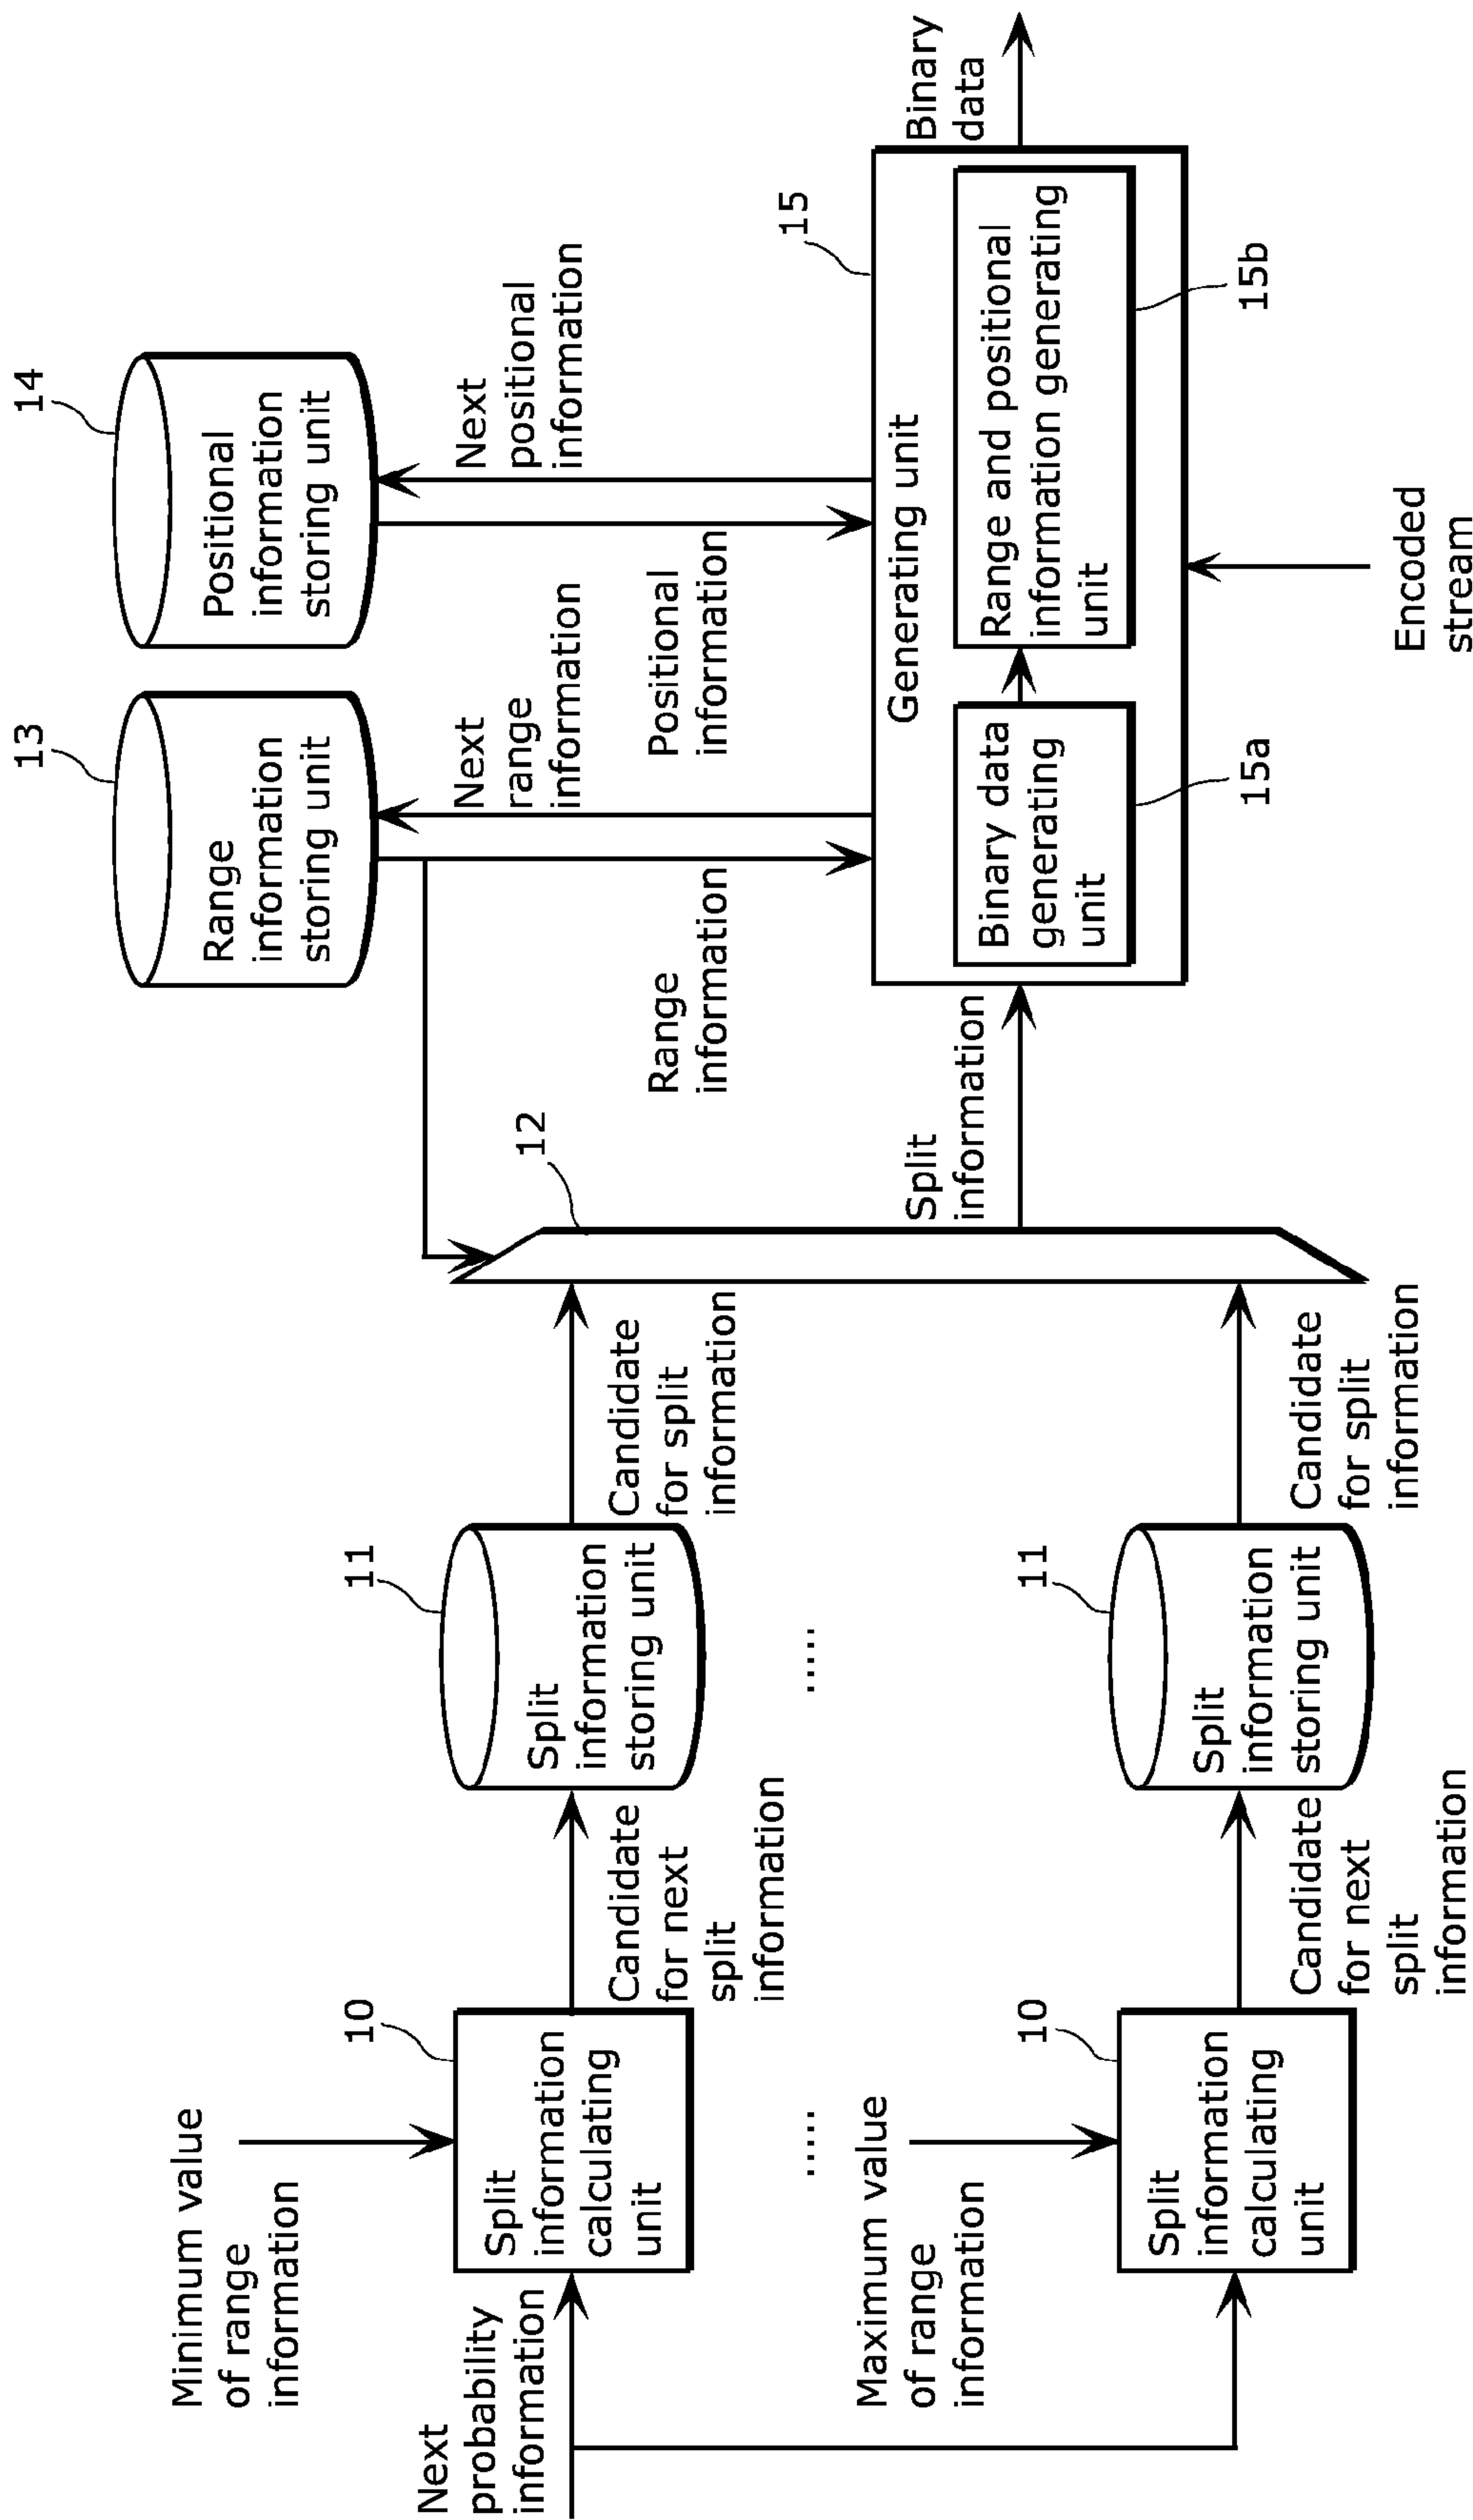 Next
probability
information
Minimum value
of range
information
10
Split
information
calculating
unit
Candidate
for next
split
information
11
Split
information
storing unit
Candidate
for split
information
.....
.....
Maximum value
of range
information
10
Split
information
calculating
unit
Candidate
for next
split
information
11
Split
information
storing unit
Candidate
for split
information
12
Split
information
13
Range
information
storing unit
14
Positional
information
storing unit
Range
information
Next
range
information
Positional
information
Next
positional
information
15
Generating unit
Binary data
generating
unit
15a
Range and positional
information generating
unit
15b
Encoded
stream
Binary
data